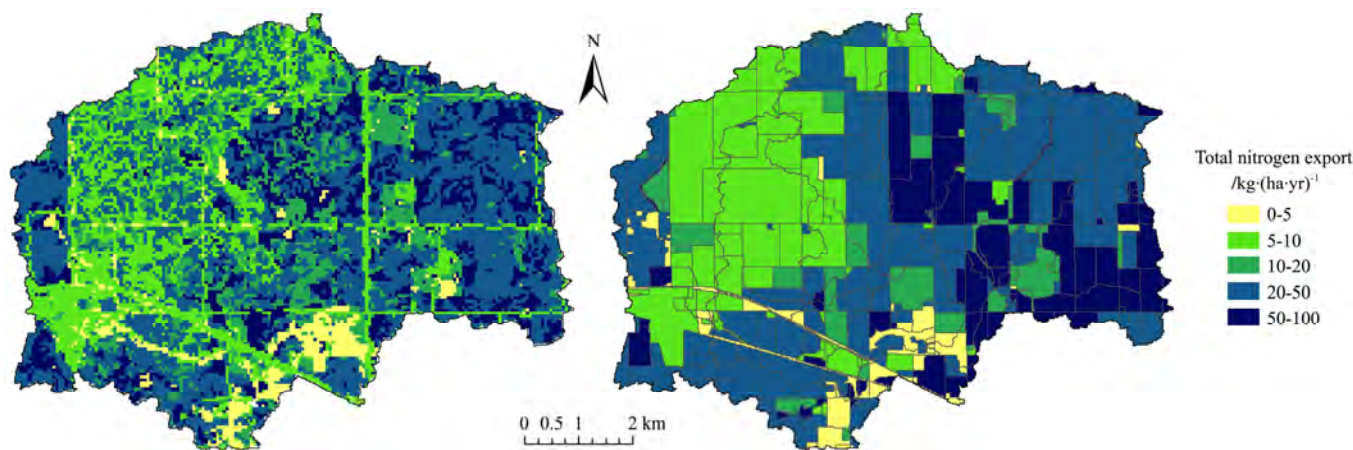 N
Total nitrogen export
/kg·(ha·yr)⁻¹
0-5
5-10
10-20
20-50
50-100
0 0.5 1 2 km